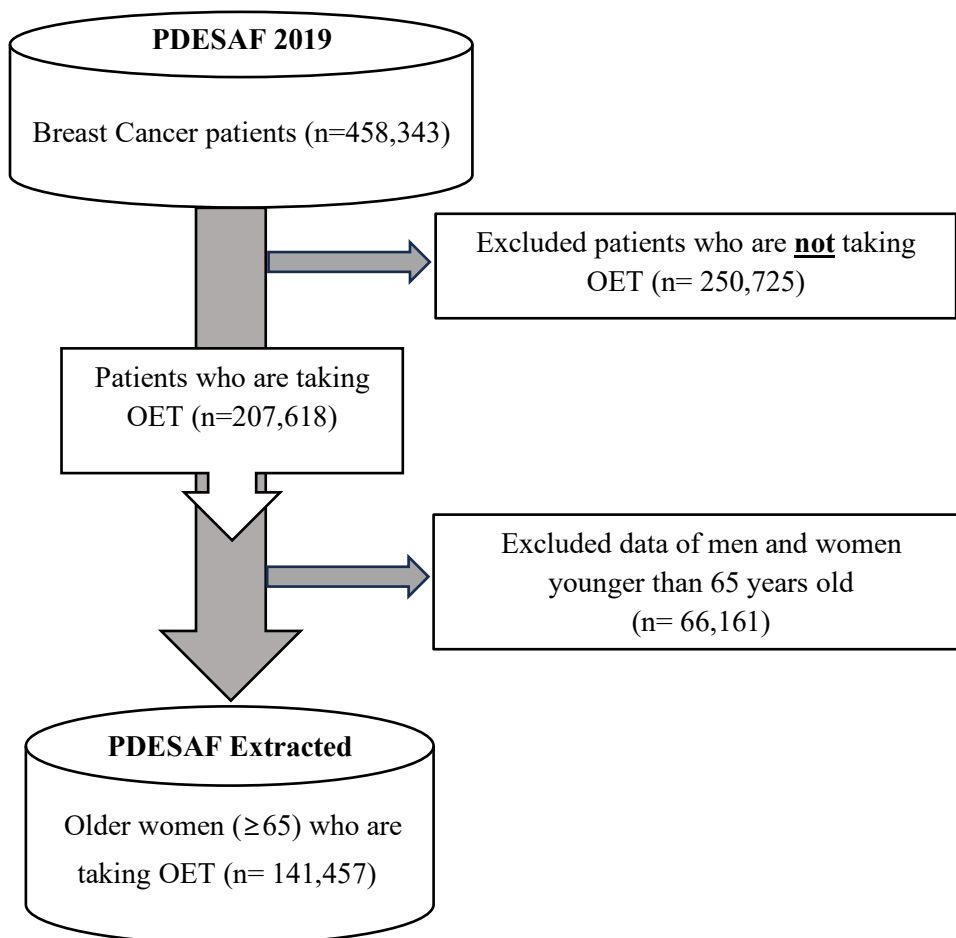 PDESAF 2019
Breast Cancer patients (n=458,343)
Excluded patients who are not taking
OET (n= 250,725)
Patients who are taking
OET (n=207,618)
Excluded data of men and women
younger than 65 years old
(n= 66,161)
PDESAF Extracted
Older women (≥65) who are
taking OET (n= 141,457)